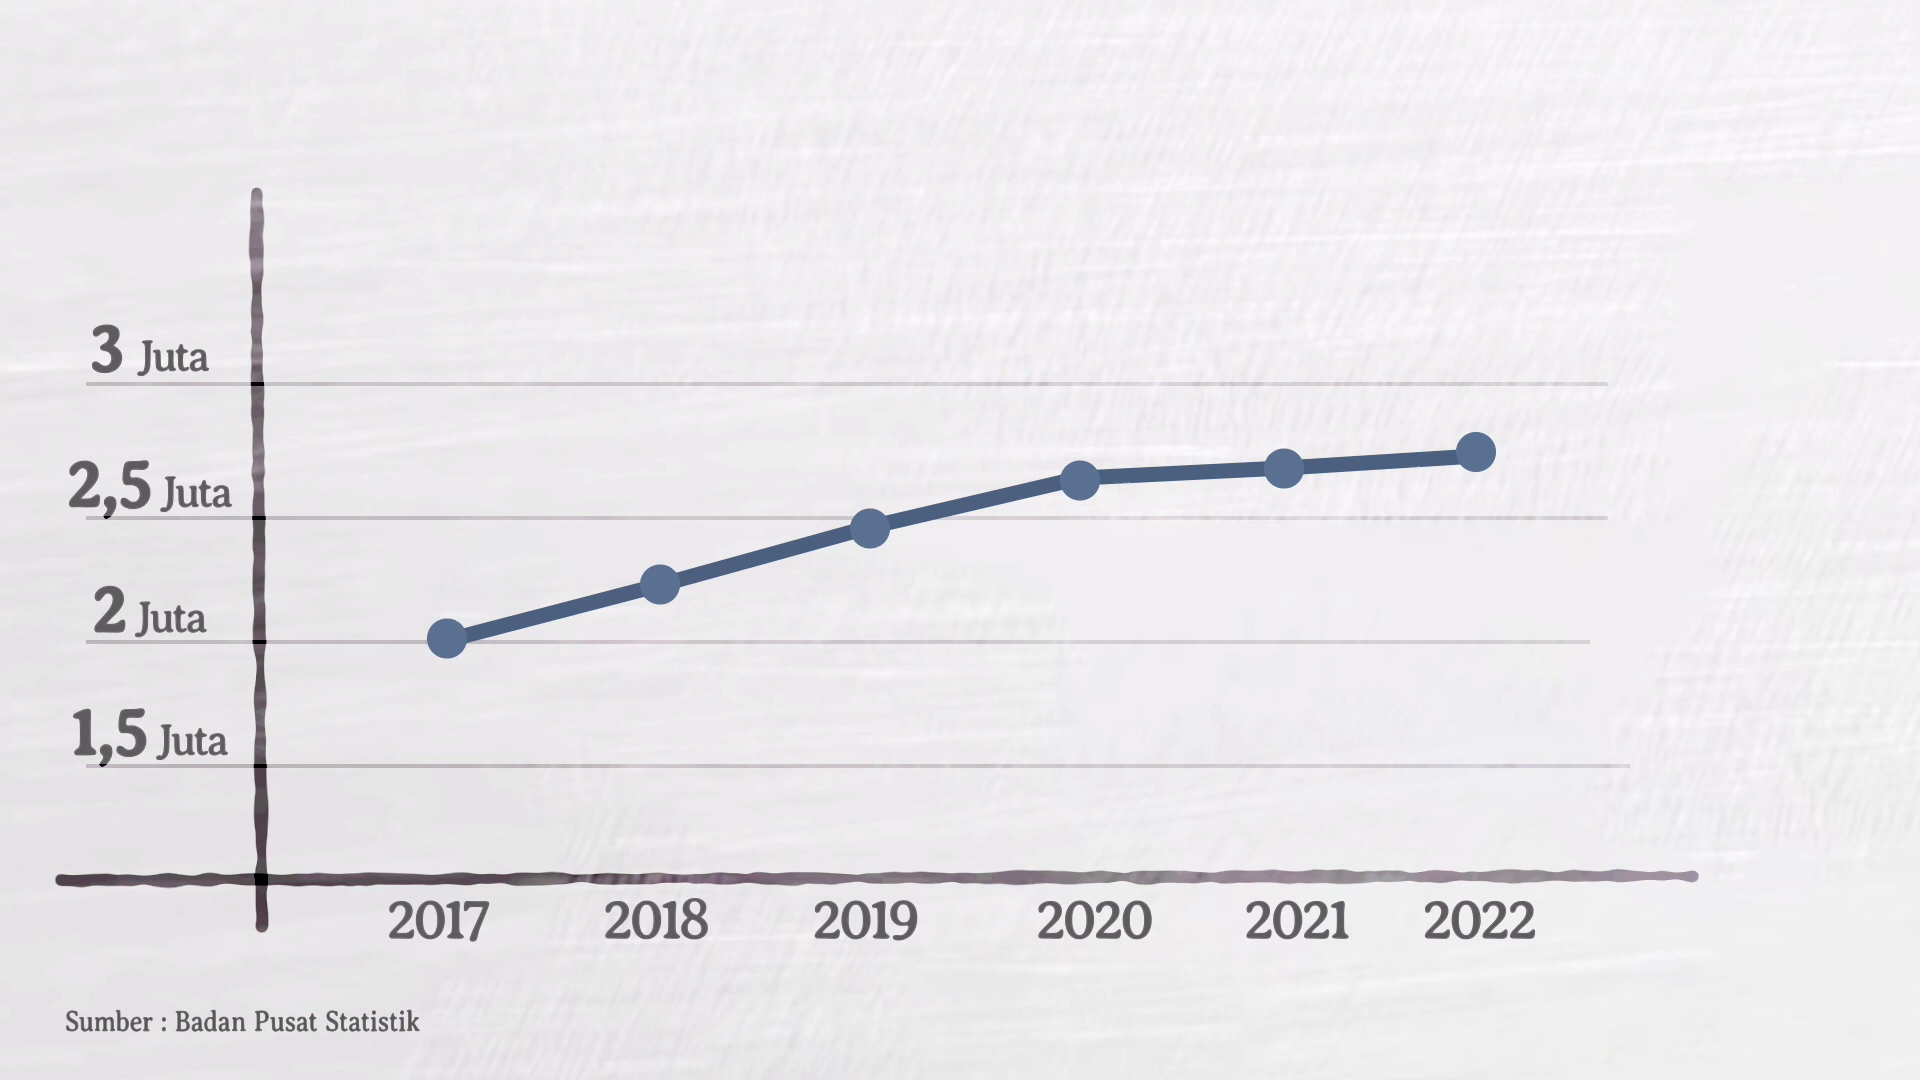 3 Juta
2,5 Juta
2 Juta
1,5 Juta
2017 2018 2019 2020 2021 2022
Sumber : Badan Pusat Statistik